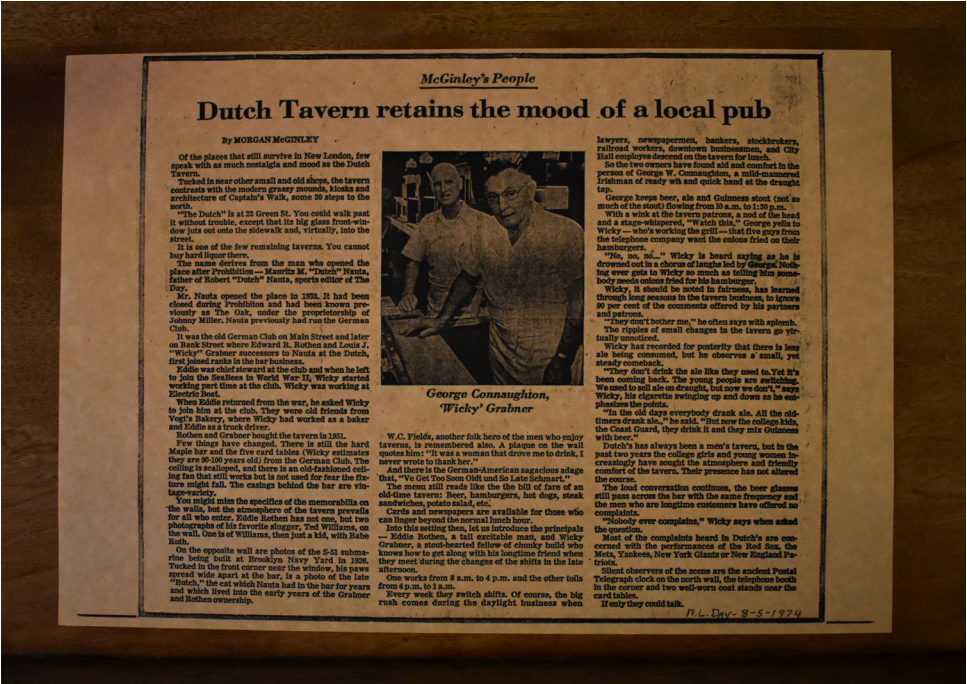 McGinley's People
Dutch Tavern retains the mood of a local pub
By MORGAN McGINLEY
Of the places that still survive in New London, few
speak with as much nostalgia and mood as the Dutch
Tavern.
Tucked in near other small and old shops, the tavern
contrasts with the modern grassy mounds, kiosks and
architecture of Captain's Walk, some 20 steps to the
north.
"The Dutch" is at 23 Green St. You could walk past
it without trouble, except that its big glass front-win-
dow juts out onto the sidewalk and, virtually, into the
street.
It is one of the few remaining taverns. You cannot
buy hard liquor there.
The name derives from the man who opened the
place after Prohibition — Mauritz M. "Dutch" Nauta,
father of Robert "Dutch" Nauta, sports editor of The
Day.
Mr. Nauta opened the place in 1933. It had been
closed during Prohibiton and had been known pre-
viously as The Oak, under the proprietorship of
Johnny Miller. Nauta previously had run the German
Club.
It was the old German Club on Main Street and later
on Bank Street where Edward R. Rothen and Louis J.
"Wicky" Grabner successors to Nauta at the Dutch,
first joined ranks in the bar business.
Eddie was chief steward at the club and when he left
to join the SeaBees in World War II, Wicky started
working part time at the club. Wicky was working at
Electric Boat.
When Eddie returned from the war, he asked Wicky
to join him at the club. They were old friends from
Vogt's Bakery, where Wicky had worked as a baker
and Eddie as a truck driver.
Rothen and Grabner bought the tavern in 1951.
Few things have changed. There is still the hard
Maple bar and the five card tables (Wicky estimates
they are 90-100 years old) from the German Club. The
ceiling is scalloped, and there is an old-fashioned ceil-
ing fan that still works but is not used for fear the fix-
ture might fall. The casings behind the bar are vin-
tage-variety.
You might miss the specifics of the memorabilia on
the walls, but the atmosphere of the tavern prevails
for all who enter. Eddie Rothen has not one, but two
photographs of his favorite slugger, Ted Williams, on
the wall. One is of Williams, then just a kid, with Babe
Ruth.
On the opposite wall are photos of the S-51 subma-
rine being built at Brooklyn Navy Yard in 1926.
Tucked in the front corner near the window, his paws
spread wide apart at the bar, is a photo of the late
"Butch," the cat which Nauta had in the bar for years
and which lived into the early years of the Grabner
and Rothen ownership.
George Connaughton,
'Wicky' Grabner
W.C. Fields, another folk hero of the men who enjoy
taverns, is remembered also. A plaque on the wall
quotes him: "It was a woman that drove me to drink, I
never wrote to thank her."
And there is the German-American sagacious adage
that, "Ve Get Too Soon Oldt und So Late Schmart."
The menu still reads like the the bill of fare of an
old-time tavern: Beer, hamburgers, hot dogs, steak
sandwiches, potato salad, etc.
Cards and newspapers are available for those who
can linger beyond the normal lunch hour.
Into this setting then, let us introduce the principals
— Eddie Rothen, a tall excitable man, and Wicky
Grabner, a stout-hearted fellow of chunky build who
knows how to get along with his longtime friend when
they meet during the changes of the shifts in the late
afternoon.
One works from 8 a.m. to 4 p.m. and the other toils
from 4 p.m. to 1 a.m.
Every week they switch shifts. Of course, the big
rush comes during the daylight business when
lawyers, newspapermen, bankers, stockbrokers,
railroad workers, downtown businessmen, and City
Hall employes descend on the tavern for lunch.
So the two owners have found aid and comfort in the
person of George W. Connaughton, a mild-mannered
Irishman of ready wit and quick hand at the draught
tap.
George keeps beer, ale and Guinness stout (not so
much of the stout) flowing from 10 a.m. to 1:30 p.m.
With a wink at the tavern patrons, a nod of the head
and a stage-whispered, "Watch this," George yells to
Wicky — who's working the grill — that five guys from
the telephone company want the onions fried on their
hamburgers.
"No, no, no..." Wicky is heard saying as he is
drowned out in a chorus of laughs led by George. Noth-
ing ever gets to Wicky so much as telling him some-
body needs onions fried for his hamburger.
Wicky, it should be noted in fairness, has learned
through long seasons in the tavern business, to ignore
90 per cent of the comments offered by his partners
and patrons.
"They don't bother me," he often says with aplomb.
The ripples of small changes in the tavern go vir-
tually unnoticed.
Wicky has recorded for posterity that there is less
ale being consumed, but he observes a small, yet
steady comeback.
"They don't drink the ale like they used to. Yet it's
been coming back. The young people are switching.
We used to sell ale on draught, but now we don't," says
Wicky, his cigarette swinging up and down as he em-
phasizes the points.
"In the old days everybody drank ale. All the old-
timers drank ale.," he said. "But now the college kids,
the Coast Guard, they drink it and they mix Guinness
with beer."
Dutch's has always been a men's tavern, but in the
past two years the college girls and young women in-
creasingly have sought the atmosphere and friendly
comfort of the tavern. Their presence has not altered
the course.
The loud conversation continues, the beer glasses
still pass across the bar with the same frequency and
the men who are longtime customers have offered no
complaints.
"Nobody ever complains," Wicky says when asked
the question.
Most of the complaints heard in Dutch's are con-
cerned with the performances of the Red Sox, the
Mets, Yankees, New York Giants or New England Pa-
triots.
Silent observers of the scene are the ancient Postal
Telegraph clock on the north wall, the telephone booth
in the corner and two well-worn coat stands near the
card tables.
If only they could talk.
N.L. DAY - 8-5-1974